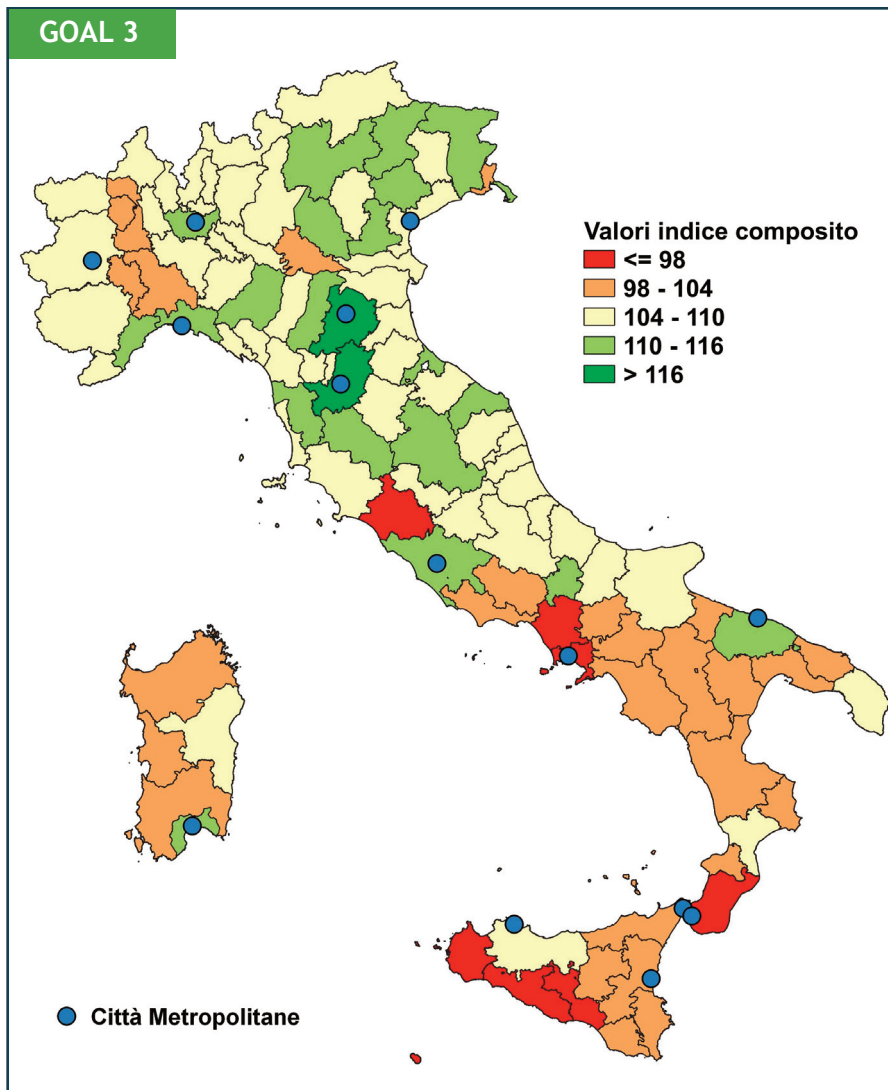 GOAL 3
Valori indice composito
<= 98
98 - 104
104 - 110
110 - 116
> 116
Città Metropolitane